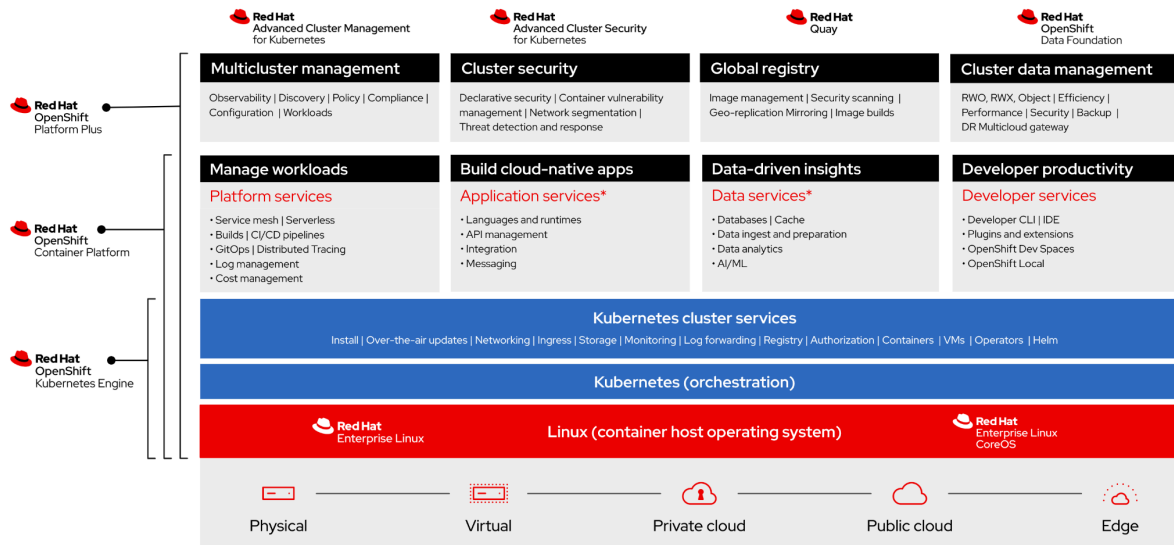 Red Hat
Advanced Cluster Management
for Kubernetes
Red Hat
Advanced Cluster Security
for Kubernetes
Red Hat
Quay
Red Hat
OpenShift
Data Foundation
Red Hat
OpenShift
Platform Plus
Multicluster management
Observability | Discovery | Policy | Compliance |
Configuration | Workloads
Cluster security
Declarative security | Container vulnerability
management | Network segmentation |
Threat detection and response
Global registry
Image management | Security scanning |
Geo-replication Mirroring | Image builds
Cluster data management
RWO, RWX, Object | Efficiency |
Performance | Security | Backup |
DR Multicloud gateway
Red Hat
OpenShift
Container Platform
Manage workloads
Platform services
• Service mesh | Serverless
• Builds | CI/CD pipelines
• GitOps | Distributed Tracing
• Log management
• Cost management
Build cloud-native apps
Application services*
• Languages and runtimes
• API management
• Integration
• Messaging
Data-driven insights
Data services*
• Databases | Cache
• Data ingest and preparation
• Data analytics
• AI/ML
Developer productivity
Developer services
• Developer CLI | IDE
• Plugins and extensions
• OpenShift Dev Spaces
• OpenShift Local
Red Hat
OpenShift
Kubernetes Engine
Kubernetes cluster services
Install | Over-the-air updates | Networking | Ingress | Storage | Monitoring | Log forwarding | Registry | Authorization | Containers | VMs | Operators | Helm
Kubernetes (orchestration)
Red Hat
Enterprise Linux
Linux (container host operating system)
Red Hat
Enterprise Linux
CoreOS
Physical
Virtual
Private cloud
Public cloud
Edge